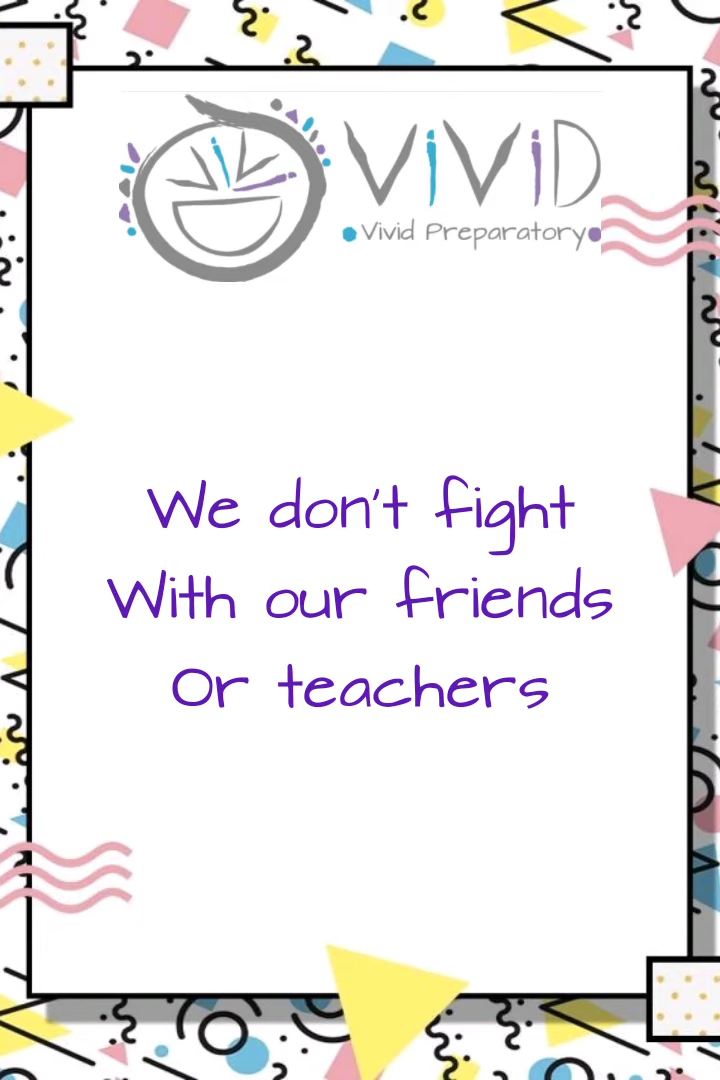 ViViD
Vivid Preparatory
We don't fight
With our friends
Or teachers